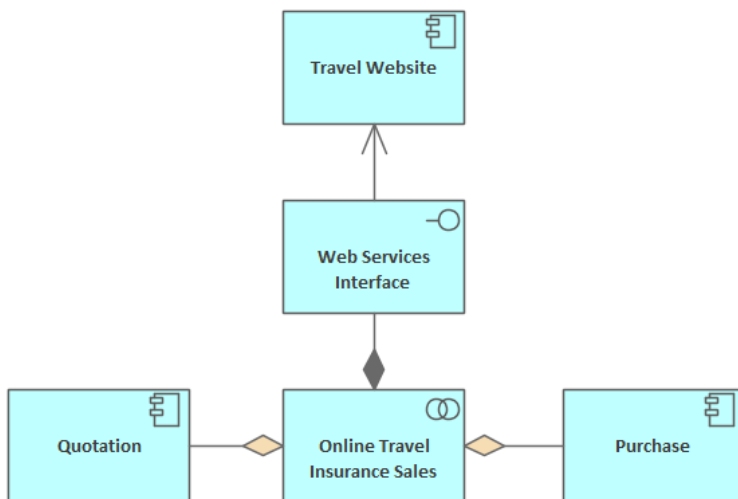 Travel Website
Web Services
Interface
Quotation
Online Travel
Insurance Sales
Purchase